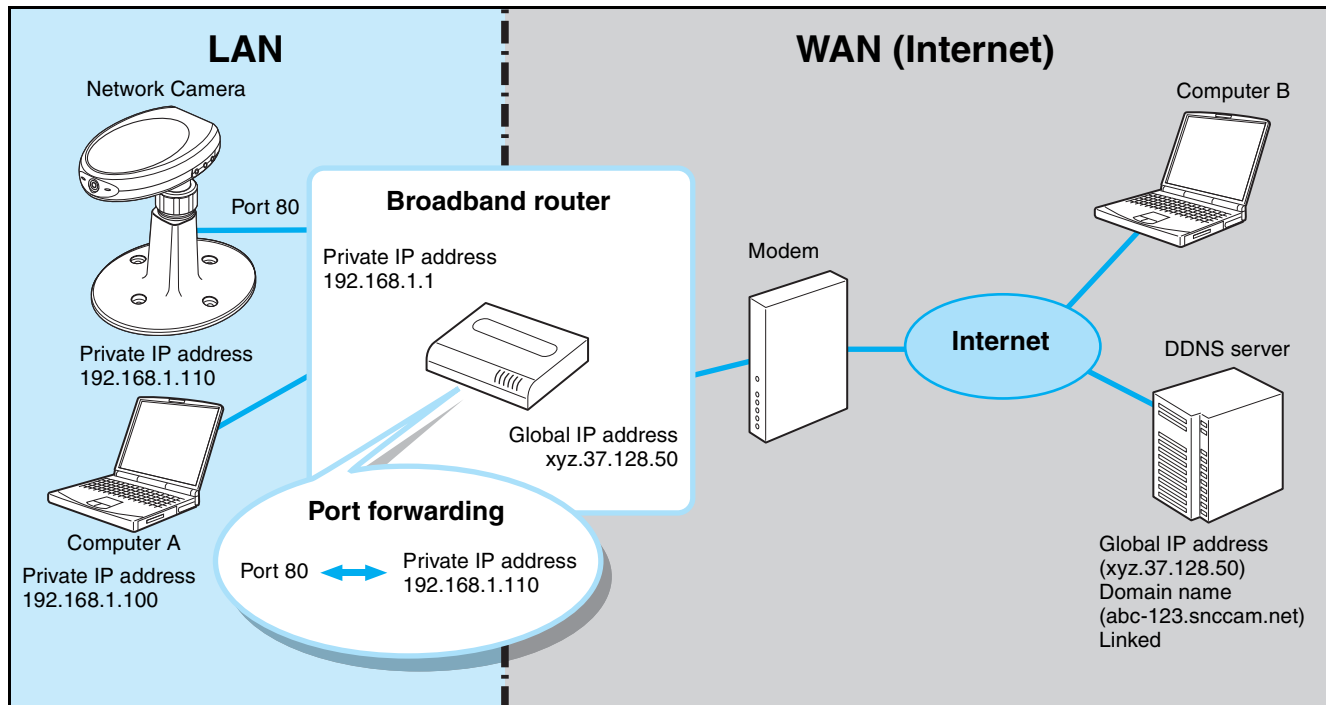 LAN
WAN (Internet)
Network Camera
Computer B
Port 80
Broadband router
Private IP address
192.168.1.1
Modem
Internet
DDNS server
Private IP address
192.168.1.110
Global IP address
xyz.37.128.50
Port forwarding
Port 80
Private IP address
192.168.1.110
Computer A
Private IP address
192.168.1.100
Global IP address
(xyz.37.128.50)
Domain name
(abc-123.snccam.net)
Linked